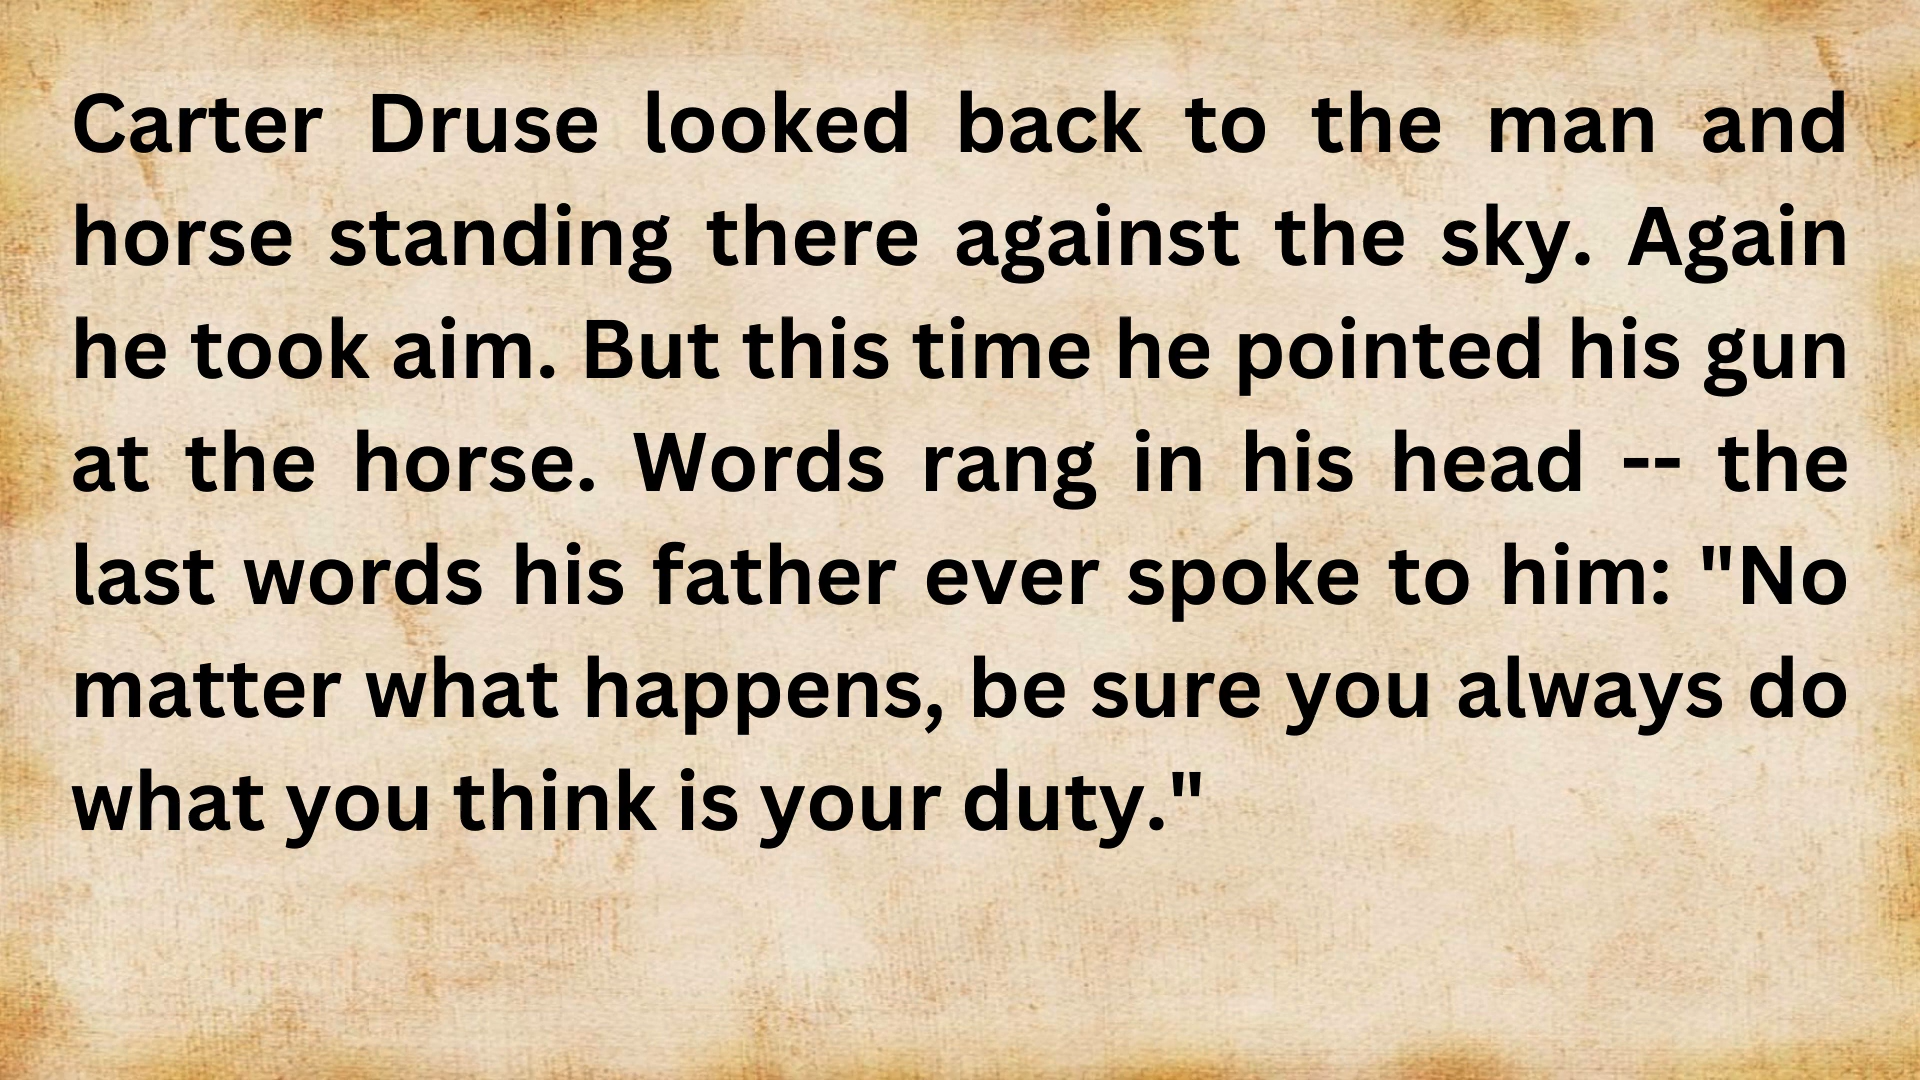 Carter Druse looked back to the man and
horse standing there against the sky. Again
he took aim. But this time he pointed his gun
at the horse. Words rang in his head -- the
last words his father ever spoke to him: "No
matter what happens, be sure you always do
what you think is your duty."